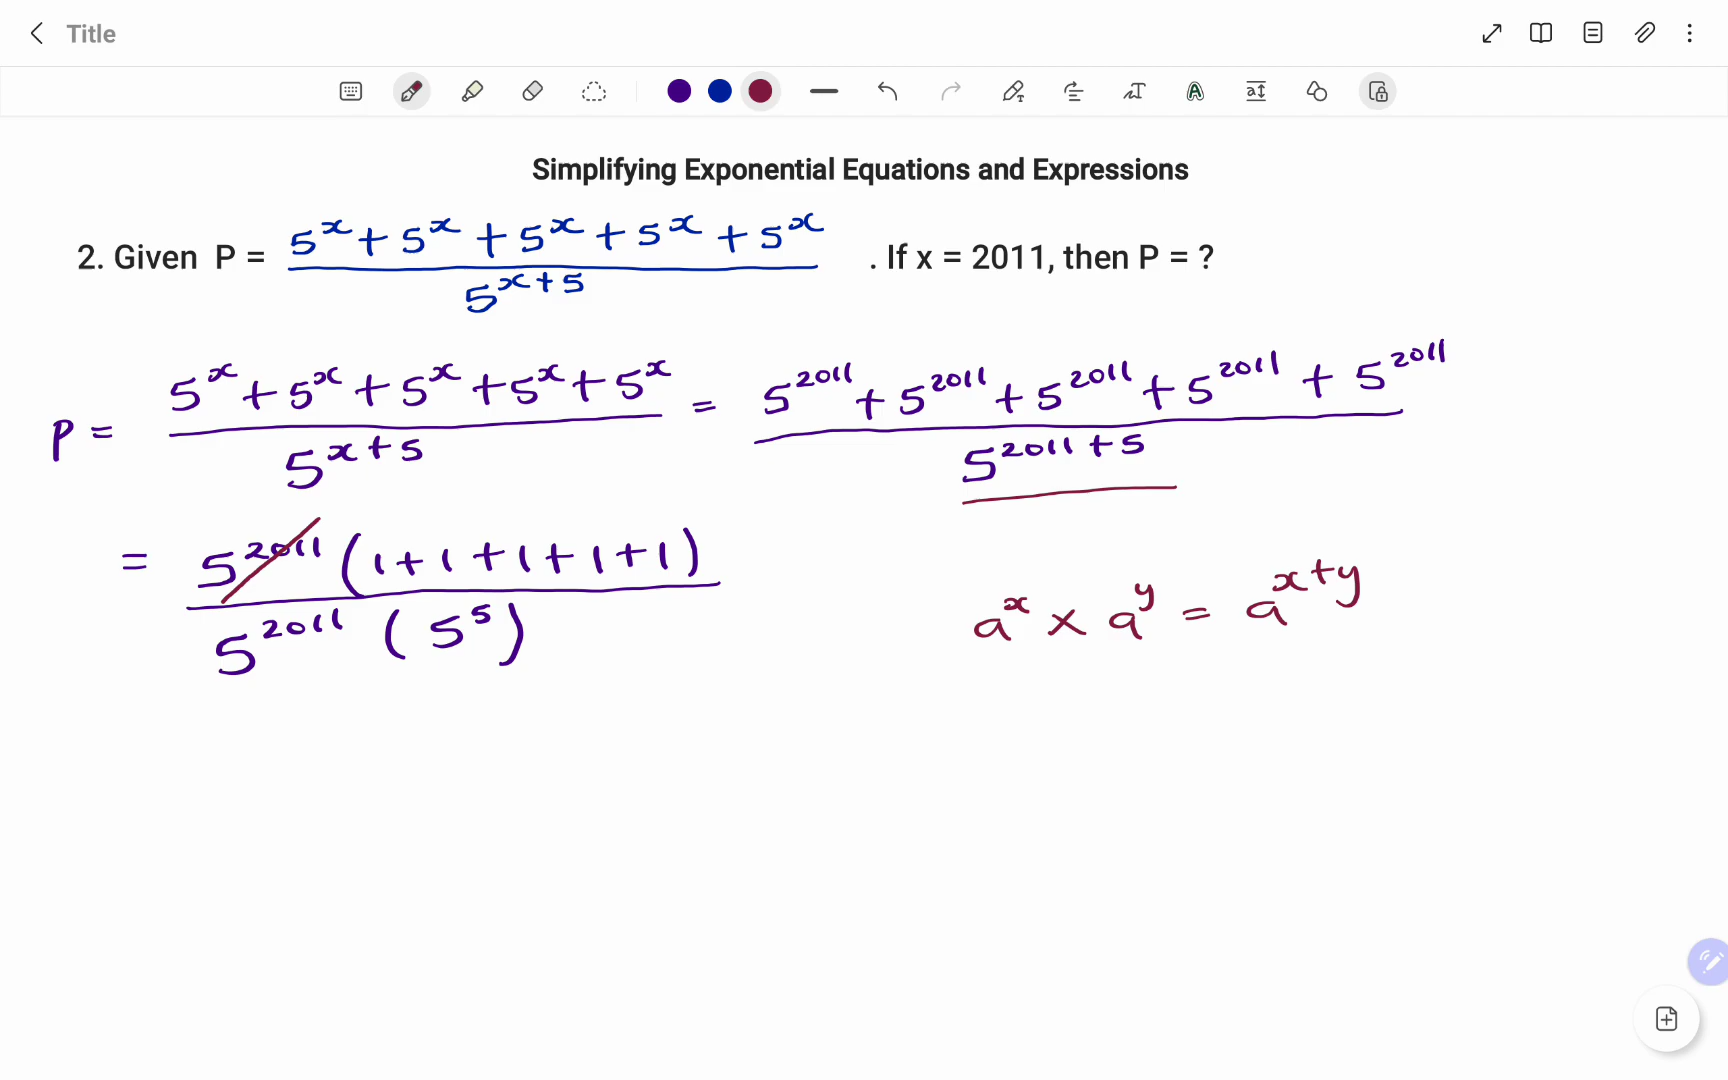 Title
Simplifying Exponential Equations and Expressions
2. Given P = (5^x + 5^x + 5^x + 5^x + 5^x) / 5^(x+5) . If x = 2011, then P = ?
P = (5^x + 5^x + 5^x + 5^x + 5^x) / 5^(x+5) = (5^2011 + 5^2011 + 5^2011 + 5^2011 + 5^2011) / 5^(2011+5)
= 5^2011 (1+1+1+1+1) / 5^2011 (5^5)
a^x × a^y = a^(x+y)